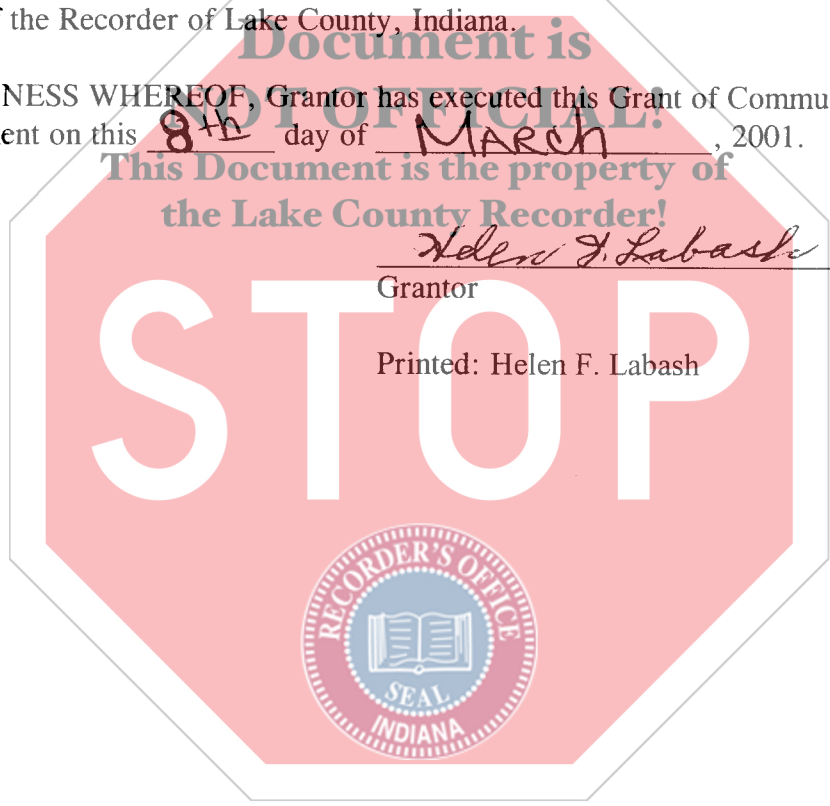 f the Recorder of Lake County, Indiana.
Document is
NESS WHEREOF, Grantor has executed this Grant of Commu
NOT OFFICIAL!
ent on this 8th day of MARCh, 2001.
This Document is the property of
the Lake County Recorder!
Helen F. Labash
Grantor
Printed: Helen F. Labash
STOP
RECORDER'S OFFICE
SEAL
INDIANA